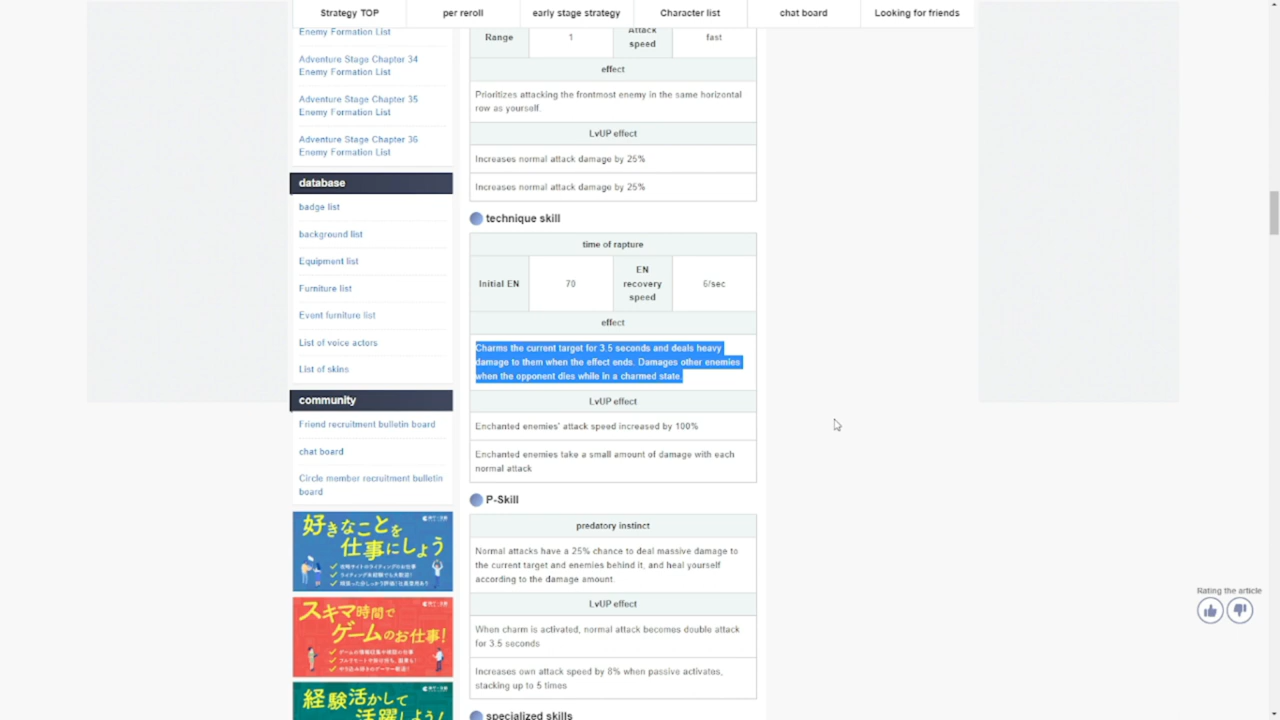 Strategy TOP
per reroll
early stage strategy
Character list
chat board
Looking for friends
Enemy Formation List
Adventure Stage Chapter 34
Enemy Formation List
Adventure Stage Chapter 35
Enemy Formation List
Adventure Stage Chapter 36
Enemy Formation List
database
badge list
background list
Equipment list
Furniture list
Event furniture list
List of voice actors
List of skins
community
Friend recruitment bulletin board
chat board
Circle member recruitment bulletin
board
好きなことを
仕事にしよう
スキマ時間で
ゲームのお仕事!
経験活かして
活躍しよう!
Range
1
Attack
speed
fast
effect
Prioritizes attacking the frontmost enemy in the same horizontal
row as yourself.
LvUP effect
Increases normal attack damage by 25%
Increases normal attack damage by 25%
technique skill
time of rapture
Initial EN
70
EN
recovery
speed
6/sec
effect
Charms the current target for 3.5 seconds and deals heavy
damage to them when the effect ends. Damages other enemies
when the opponent dies while in a charmed state.
LvUP effect
Enchanted enemies' attack speed increased by 100%
Enchanted enemies take a small amount of damage with each
normal attack
P-Skill
predatory instinct
Normal attacks have a 25% chance to deal massive damage to
the current target and enemies behind it, and heal yourself
according to the damage amount.
LvUP effect
When charm is activated, normal attack becomes double attack
for 3.5 seconds
Increases own attack speed by 8% when passive activates,
stacking up to 5 times
specialized skills
Rating the article